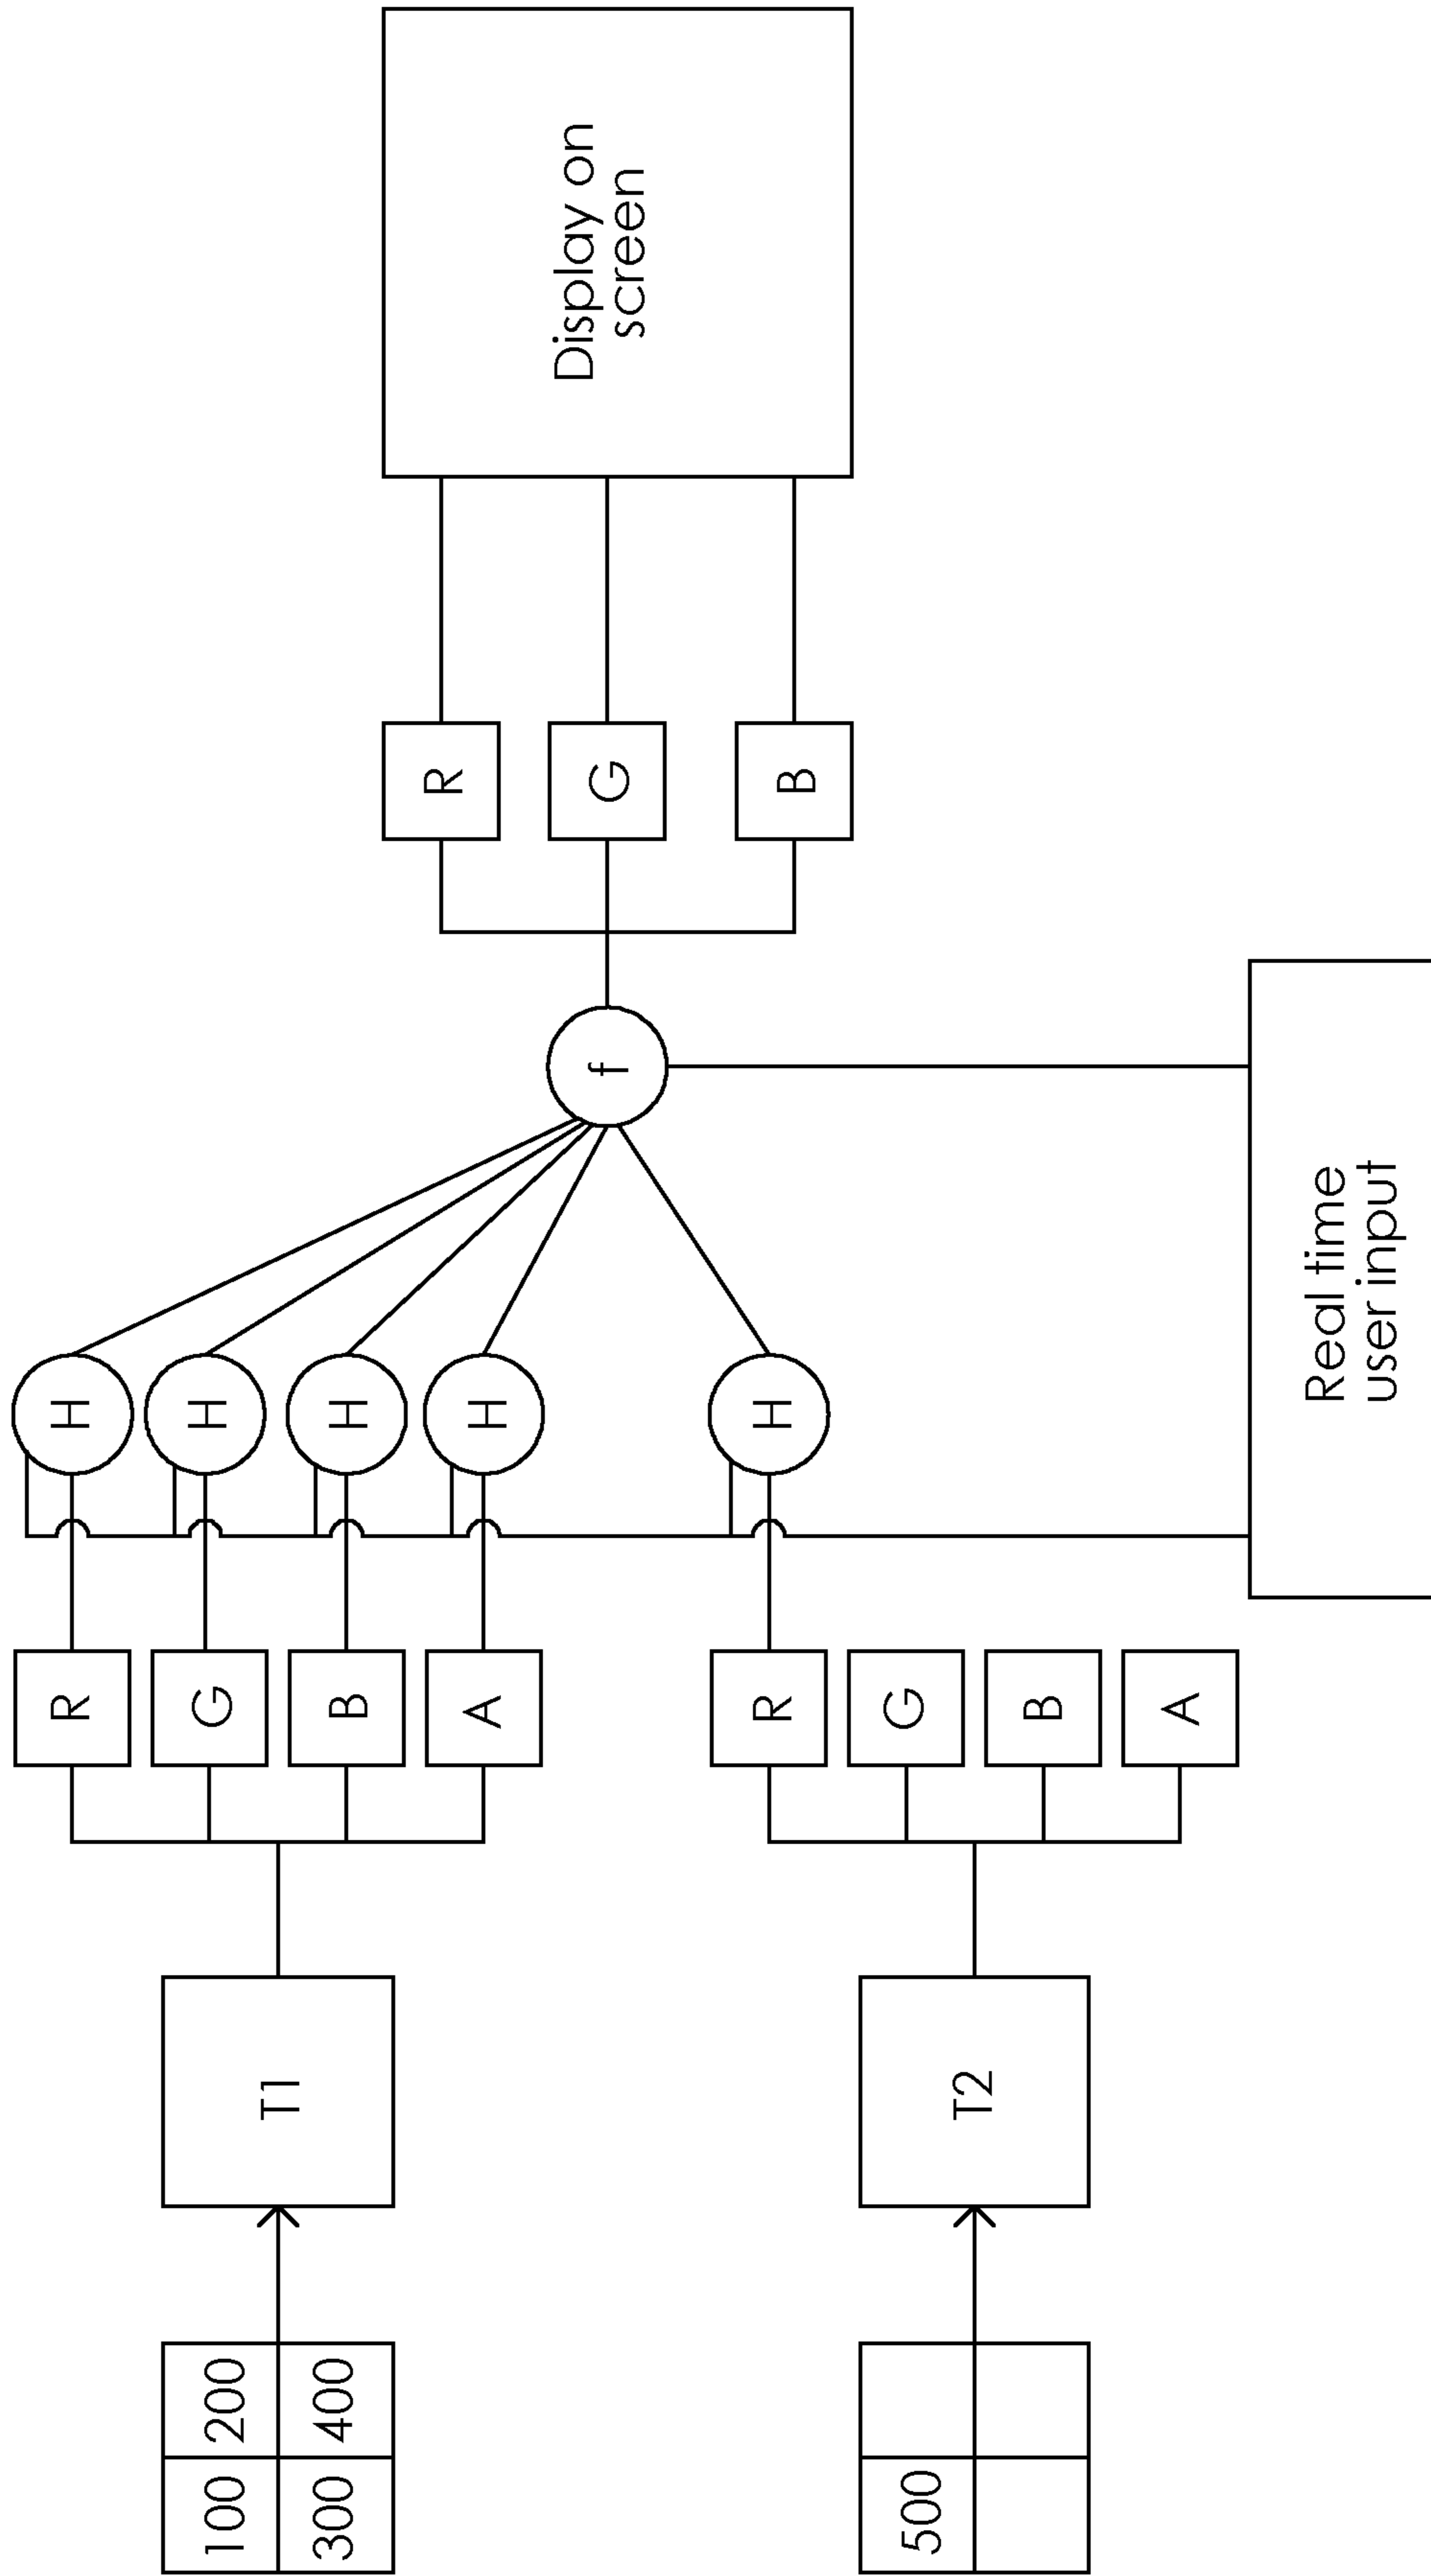 100 200
300 400
T1
R
G
B
A
H
H
H
H
500
T2
R
G
B
A
H
f
R
G
B
Display on
screen
Real time
user input